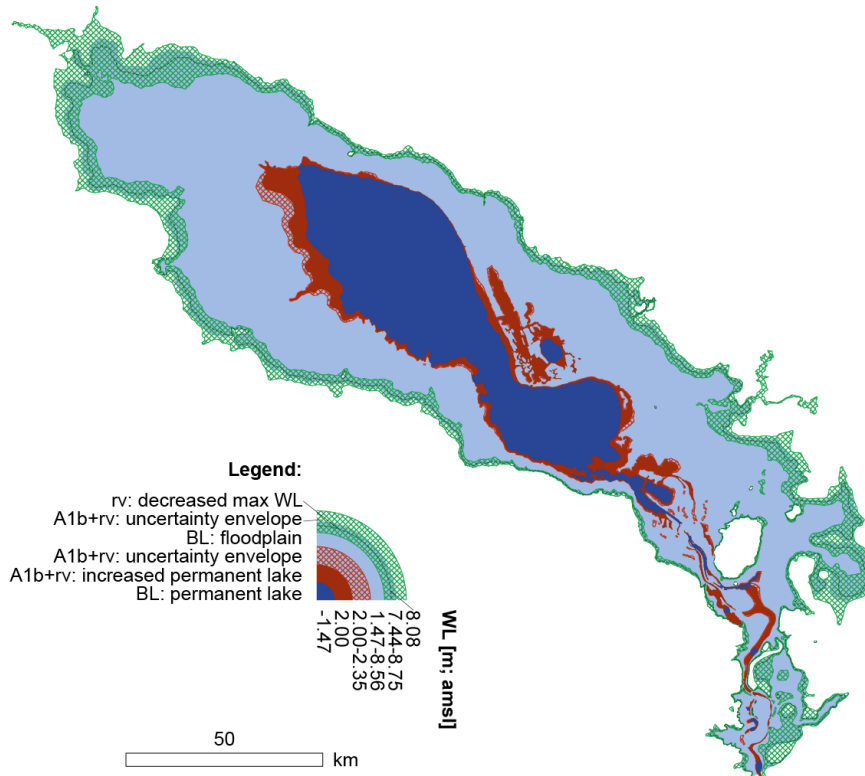 Legend:
rv: decreased max WL
A1b+rv: uncertainty envelope
BL: floodplain
A1b+rv: uncertainty envelope
A1b+rv: increased permanent lake
BL: permanent lake
-1.47
2.00
2.00-2.35
1.47-8.56
7.44-8.75
8.08
WL [m; amsl]
50
km